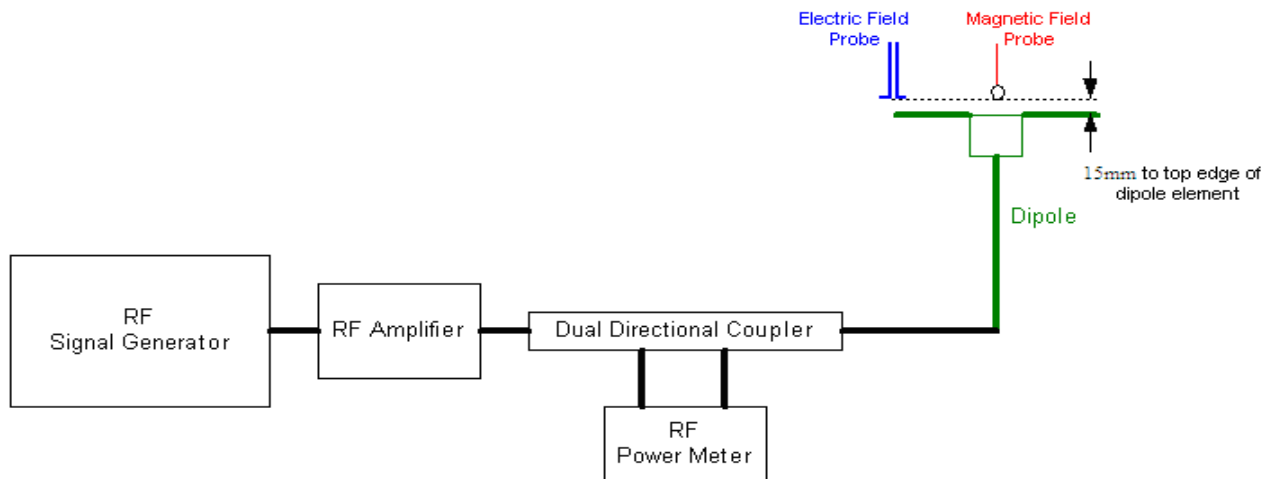 Electric Field
Probe
Magnetic Field
Probe
15mm to top edge of
dipole element
Dipole
RF
Signal Generator
RF Amplifier
Dual Directional Coupler
RF
Power Meter